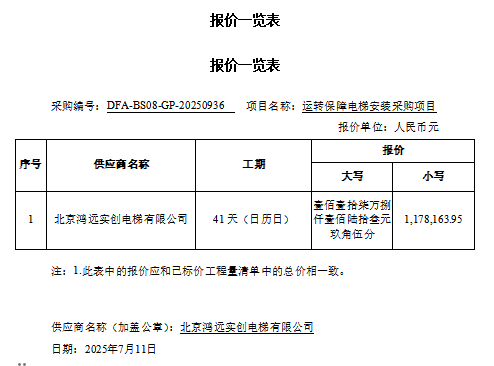 报价一览表
报价一览表
采购编号：DFA-BS08-GP-20250936 项目名称：运转保障电梯安装采购项目
报价单位：人民币元
序号 供应商名称 工期 报价
大写 小写
1 北京鸿远实创电梯有限公司 41天（日历日） 壹佰壹拾柒万捌 1,178,163.95
仟壹佰陆拾叁元
玖角伍分
注：1.此表中的报价应和已标价工程量清单中的总价相一致。
供应商名称（加盖公章）：北京鸿远实创电梯有限公司
日期：2025年7月11日